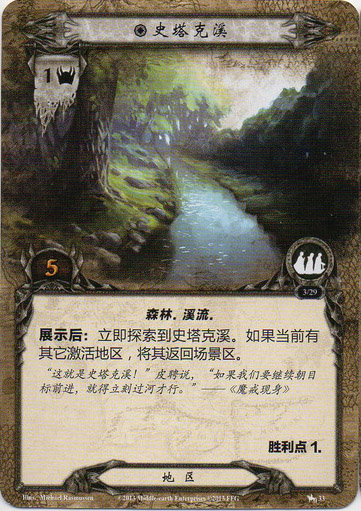 史塔克溪
1
5
3/29
森林. 溪流.
展示后：立即探索到史塔克溪。如果当前有
其它激活地区，将其返回场景区。
“这就是史塔克溪！”皮聘说，“如果我们要继续朝目
标前进，就得立刻过河才行。”——《魔戒现身》
胜利点 1.
地 区
Illus. Michael Rasmussen
©2013 Middle-earth Enterprises ©2013 FFG
33